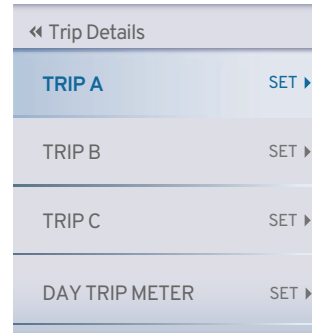 Trip Details
TRIP A SET
TRIP B SET
TRIP C SET
DAY TRIP METER SET